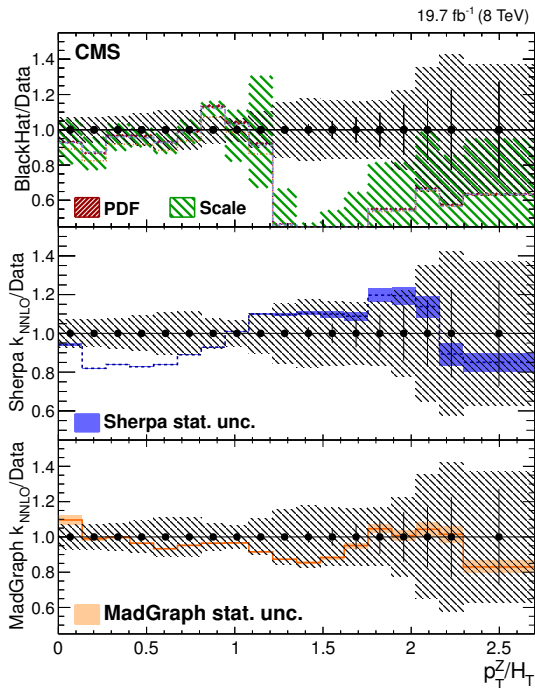 19.7 fb⁻¹ (8 TeV)
CMS
BlackHat/Data
1.4
1.2
1.0
0.8
0.6
PDF
Scale
Sherpa k_NNLO/Data
1.4
1.2
1.0
0.8
0.6
Sherpa stat. unc.
MadGraph k_NNLO/Data
1.4
1.2
1.0
0.8
0.6
MadGraph stat. unc.
0 0.5 1 1.5 2 2.5
p_T^Z/H_T